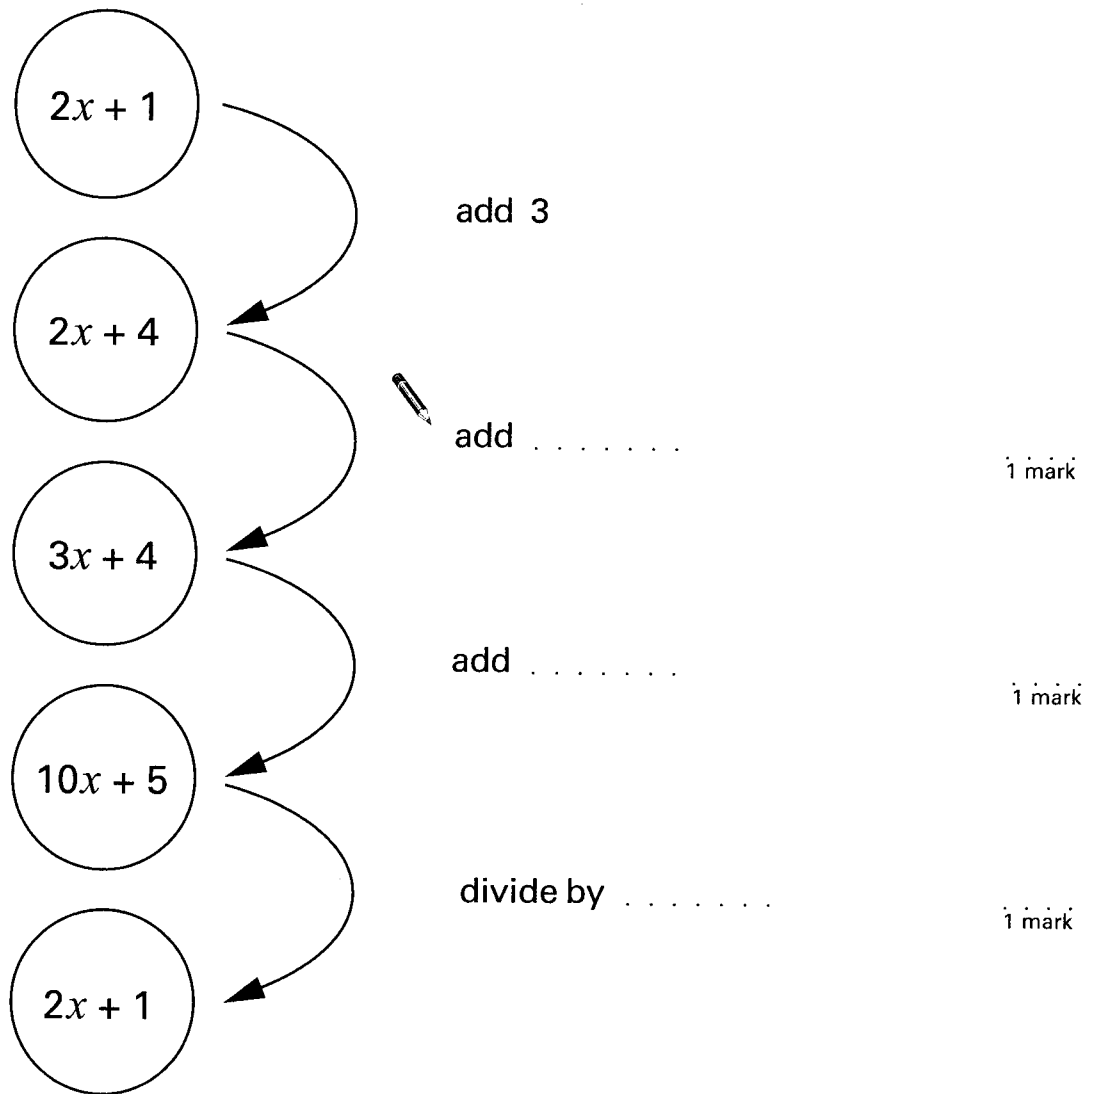 2x + 1
add 3
2x + 4
add . . . . . . .
1 mark
3x + 4
add . . . . . . .
1 mark
10x + 5
divide by . . . . . . .
1 mark
2x + 1